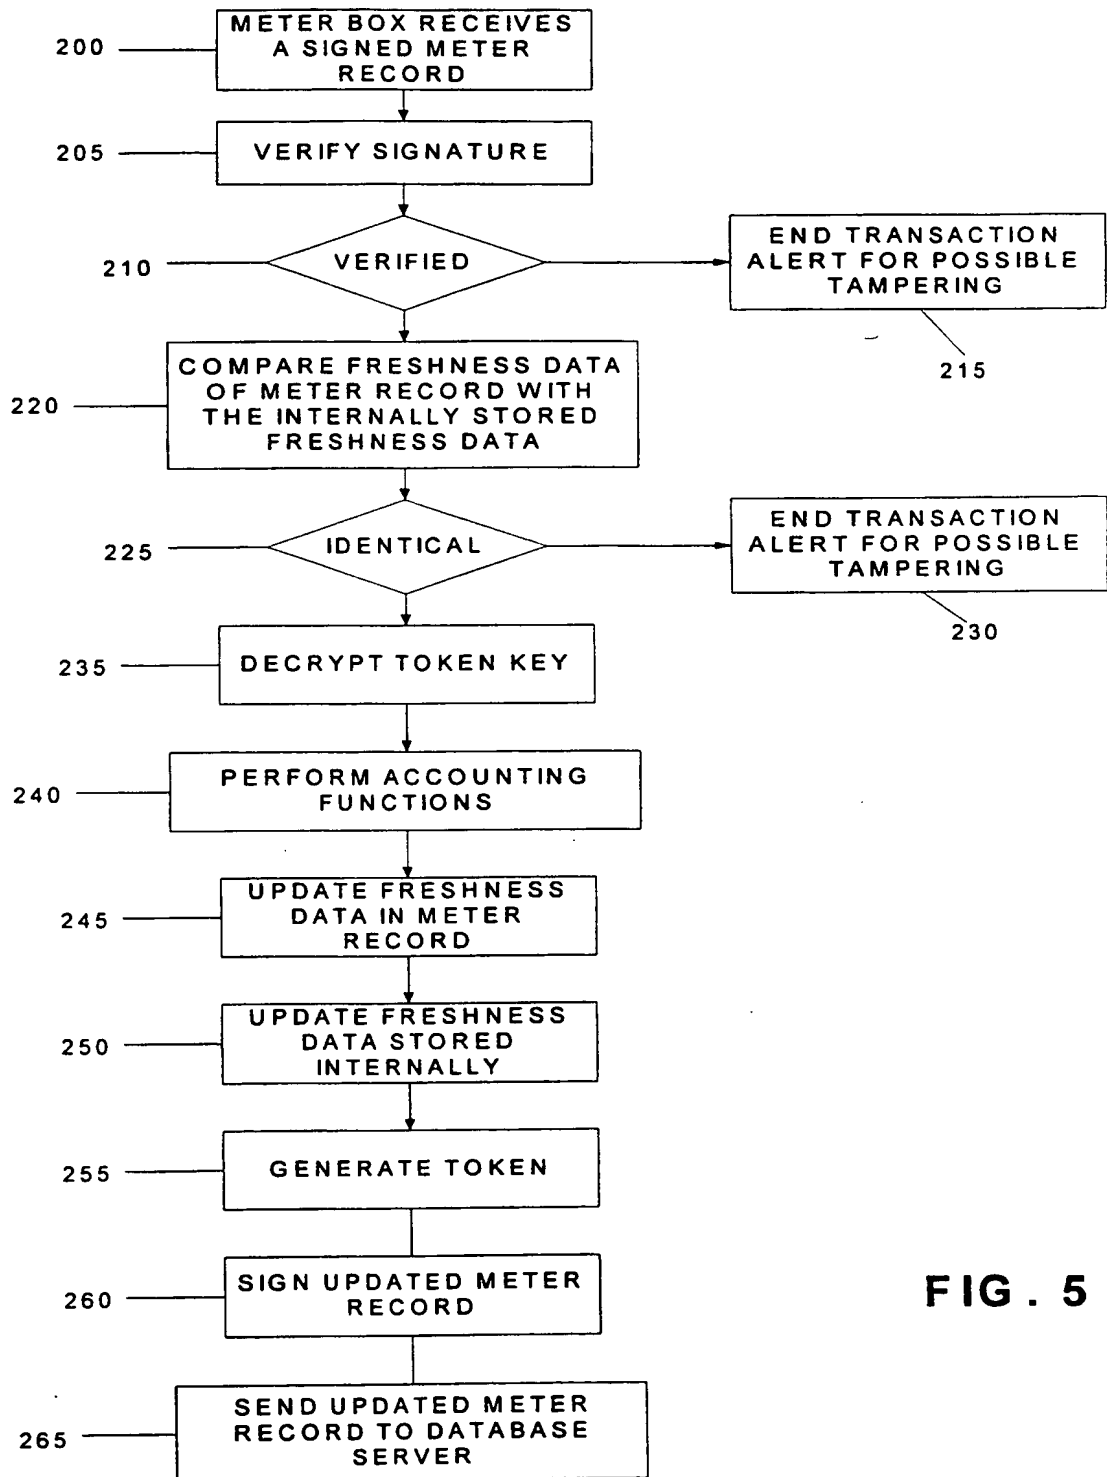 METER BOX RECEIVES
A SIGNED METER
RECORD
200
205
VERIFY SIGNATURE
210
VERIFIED
END TRANSACTION
ALERT FOR POSSIBLE
TAMPERING
215
220
COMPARE FRESHNESS DATA
OF METER RECORD WITH
THE INTERNALLY STORED
FRESHNESS DATA
225
IDENTICAL
END TRANSACTION
ALERT FOR POSSIBLE
TAMPERING
230
235
DECRYPT TOKEN KEY
240
PERFORM ACCOUNTING
FUNCTIONS
245
UPDATE FRESHNESS
DATA IN METER
RECORD
250
UPDATE FRESHNESS
DATA STORED
INTERNALLY
255
GENERATE TOKEN
260
SIGN UPDATED METER
RECORD
FIG. 5
265
SEND UPDATED METER
RECORD TO DATABASE
SERVER